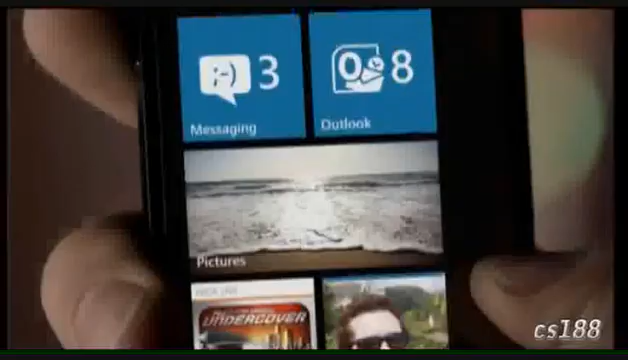 ;-) 3
O 8
Messaging
Outlook
Pictures
UNDERCOVER
cs188